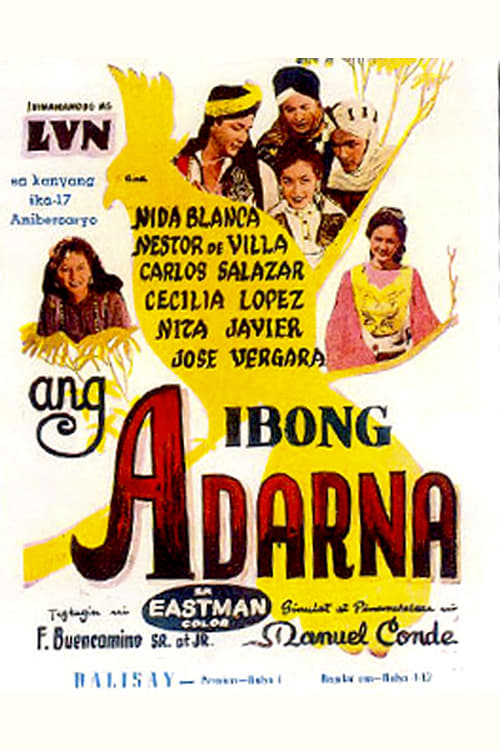 IHINAHANDOG NG
LVN
sa kanyang
ika-17
Anibersaryo
sina
NIDA BLANCA
NESTOR DE VILLA
CARLOS SALAZAR
CECILIA LOPEZ
NITA JAVIER
JOSE VERGARA
ang
IBONG
ADARNA
SA
EASTMAN
COLOR
Tugtugin ni
F. Buencamino SR. at JR.
Sinulat at Pinamatnugutan ni
Manuel Conde
DALISAY —